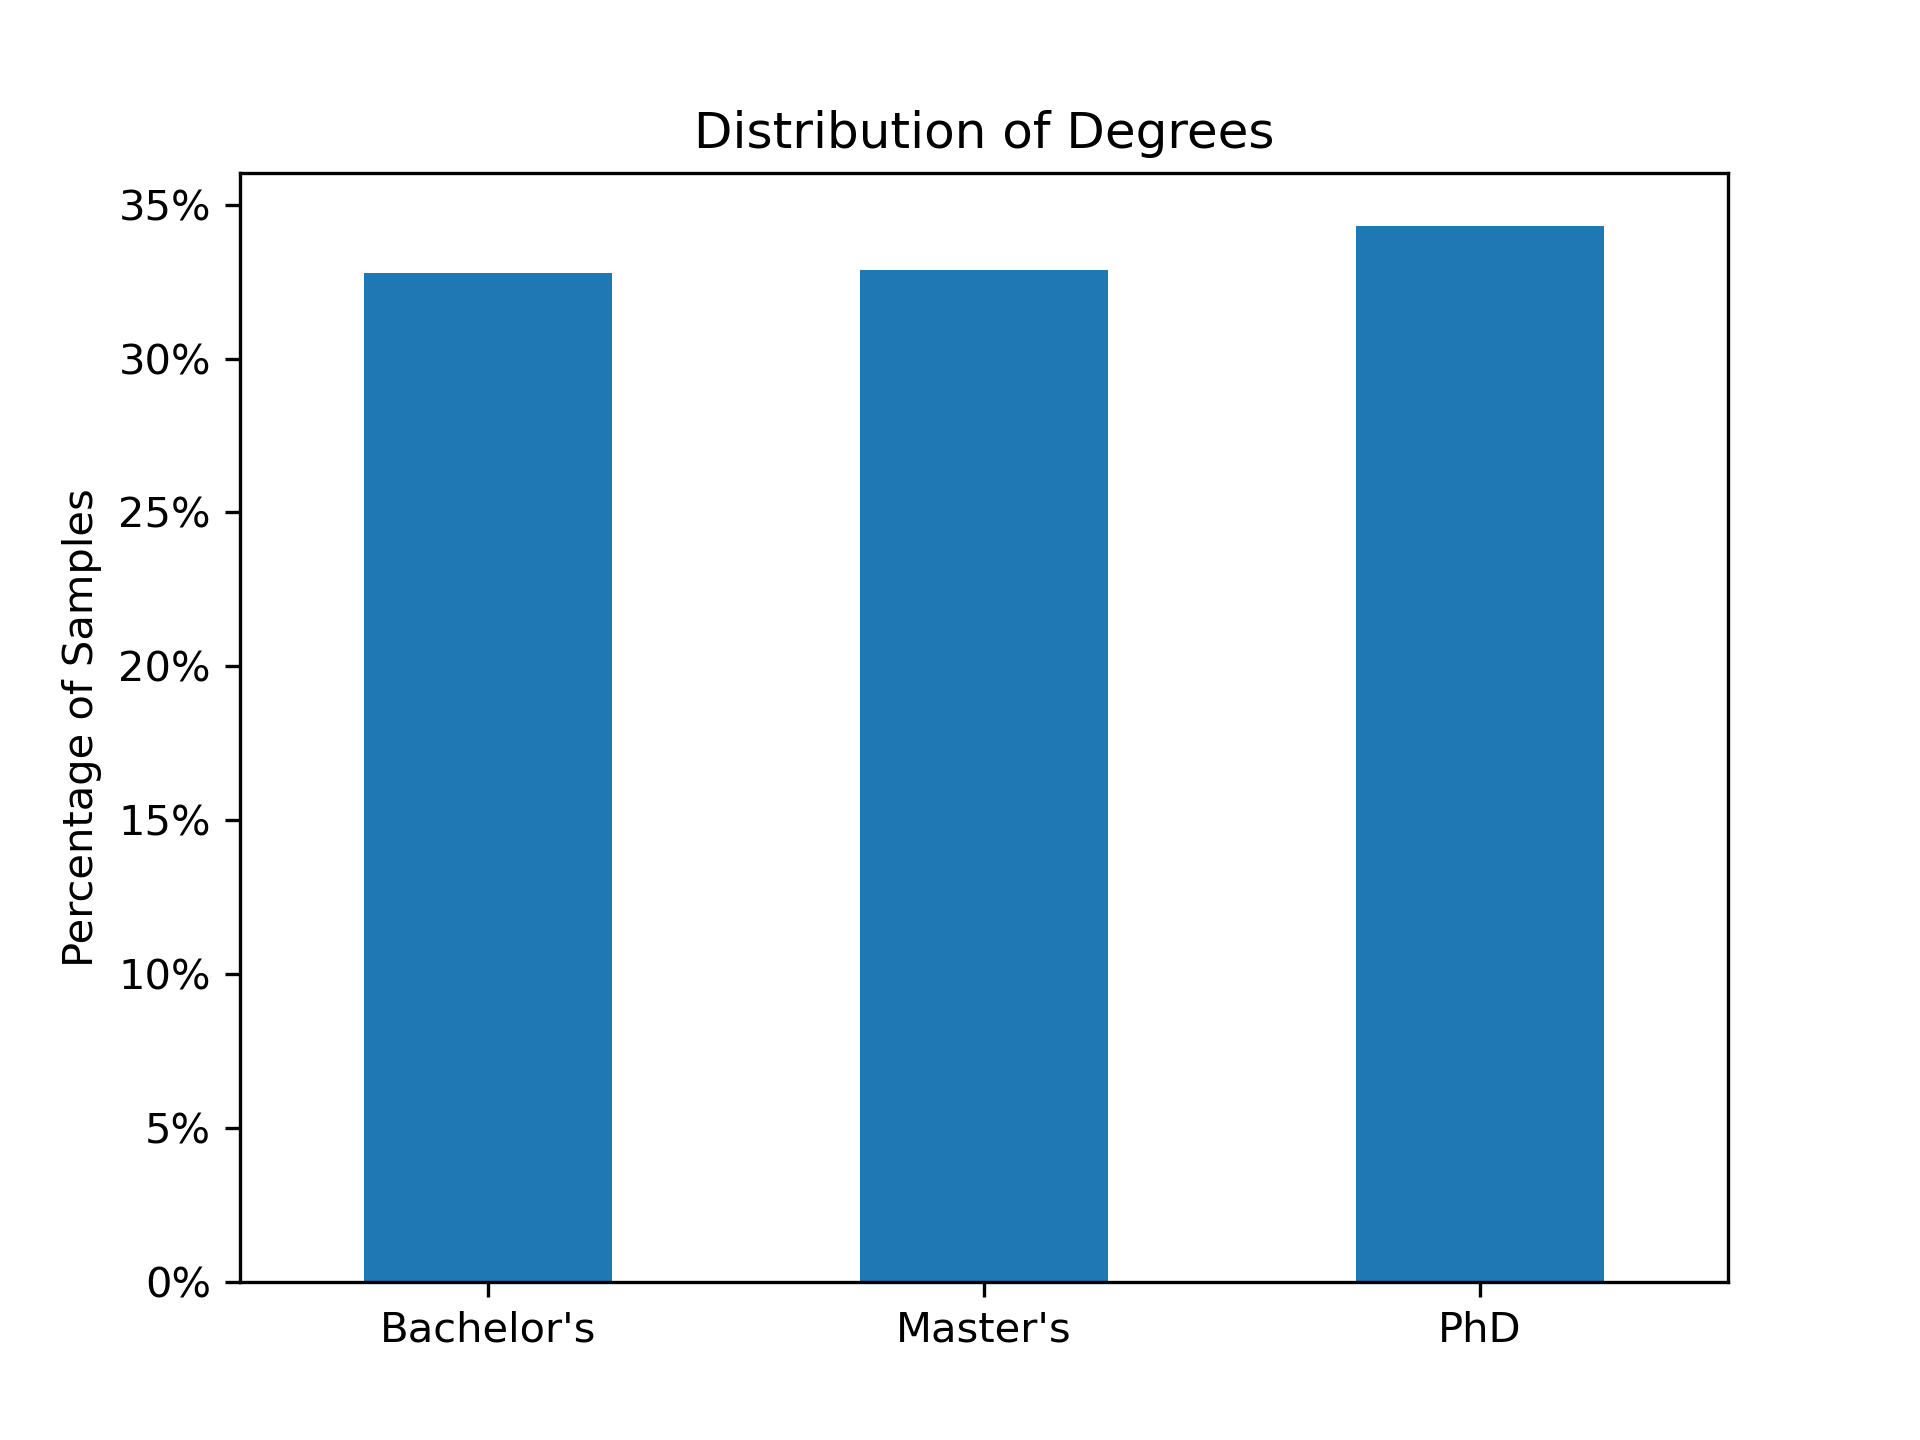 Distribution of Degrees
35%
30%
25%
20%
15%
10%
5%
0%
Percentage of Samples
Bachelor's
Master's
PhD